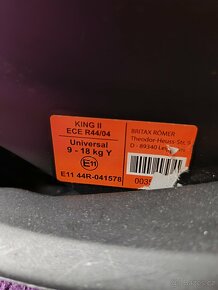 KING II
ECE R44/04
Universal
9 - 18 kg Y
E11
E11 44R-041578
BRITAX RÖMER
Theodor-Heuss-Str. 9
D - 89340